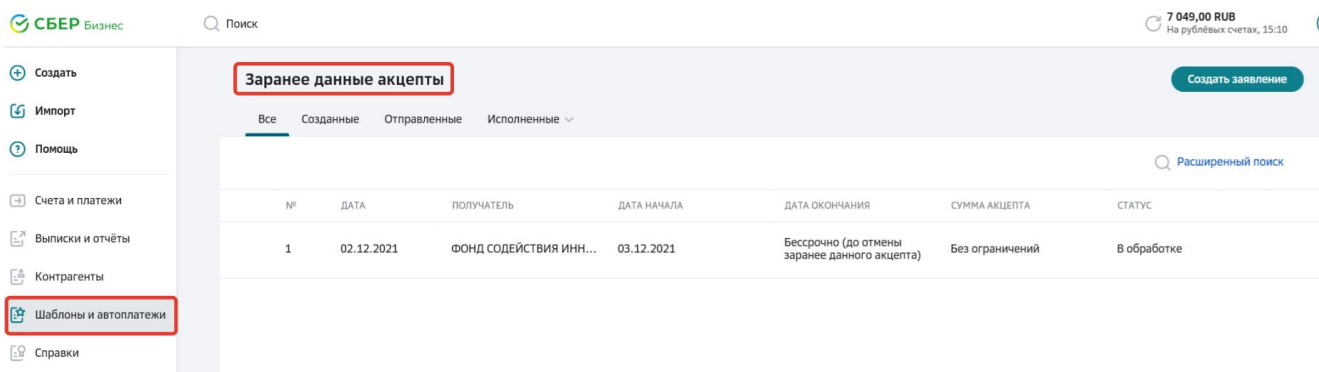 СБЕР Бизнес
Поиск
7 049,00 RUB
На рублёвых счетах, 15:10
Создать
Импорт
Помощь
Счета и платежи
Выписки и отчёты
Контрагенты
Шаблоны и автоплатежи
Справки
Заранее данные акцепты
Создать заявление
Все Созданные Отправленные Исполненные
Расширенный поиск
№ ДАТА ПОЛУЧАТЕЛЬ ДАТА НАЧАЛА ДАТА ОКОНЧАНИЯ СУММА АКЦЕПТА СТАТУС
1 02.12.2021 ФОНД СОДЕЙСТВИЯ ИНН... 03.12.2021 Бессрочно (до отмены
заранее данного акцепта) Без ограничений В обработке